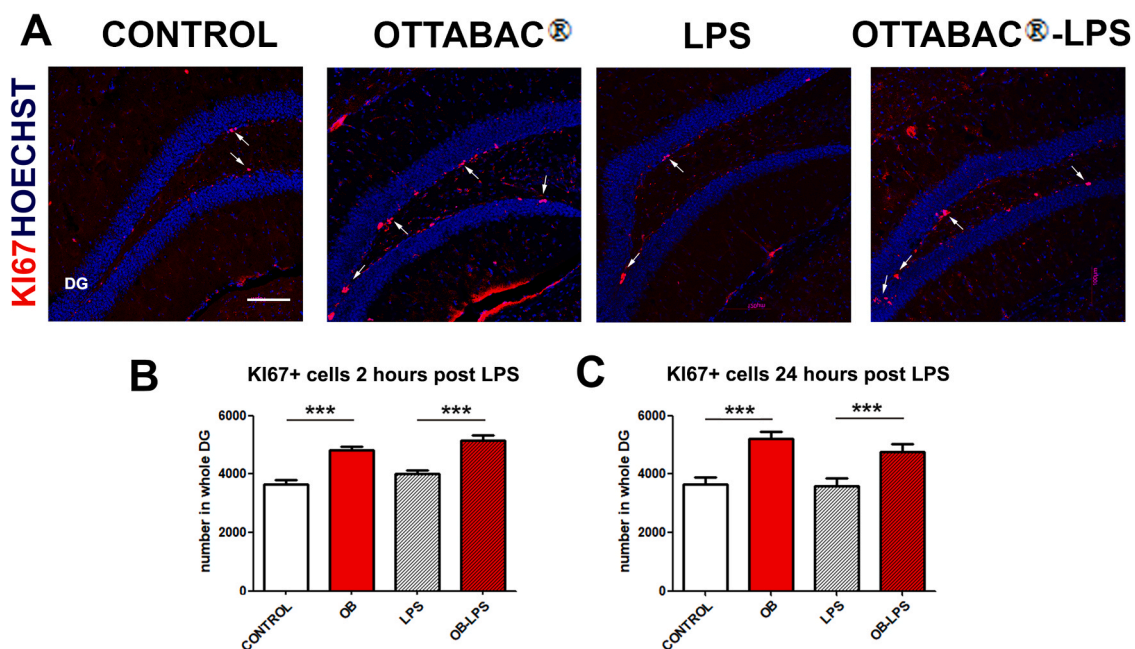 A CONTROL OTTABAC® LPS OTTABAC®-LPS
KI67HOECHST
DG
B KI67+ cells 2 hours post LPS
number in whole DG
6000
4000
2000
0
***
***
CONTROL
OB
LPS
OB-LPS
C KI67+ cells 24 hours post LPS
number in whole DG
6000
4000
2000
0
***
***
CONTROL
OB
LPS
OB-LPS